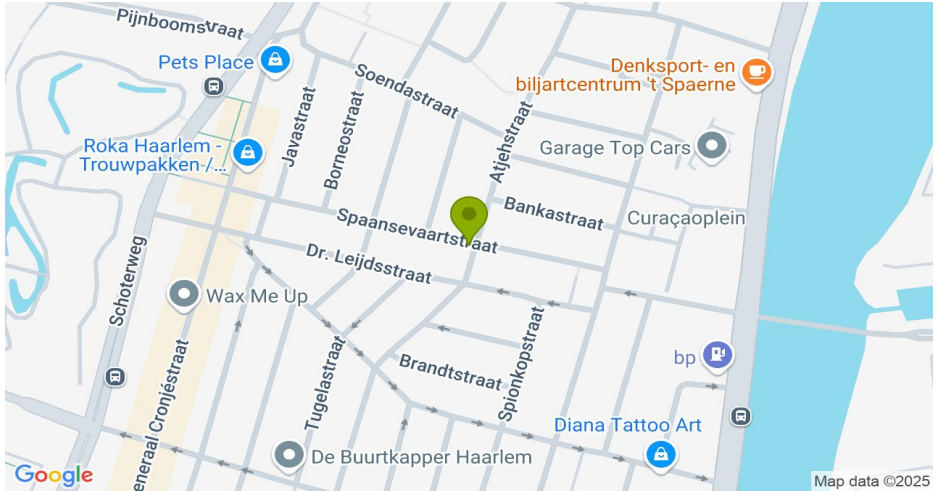 Pijnboomstraat
Pets Place
Soendastraat
Denksport- en
biljartcentrum 't Spaerne
Javastraat
Borneostraat
Atjehstraat
Roka Haarlem -
Trouwpakken /...
Garage Top Cars
Bankastraat
Curaçaoplein
Spaansevaartstraat
Dr. Leijdsstraat
Schoterweg
Wax Me Up
Spionkopstraat
bp
Brandtstraat
Tugelastraat
eneraal Cronjéstraat
Diana Tattoo Art
De Buurtkapper Haarlem
Google
Map data ©2025